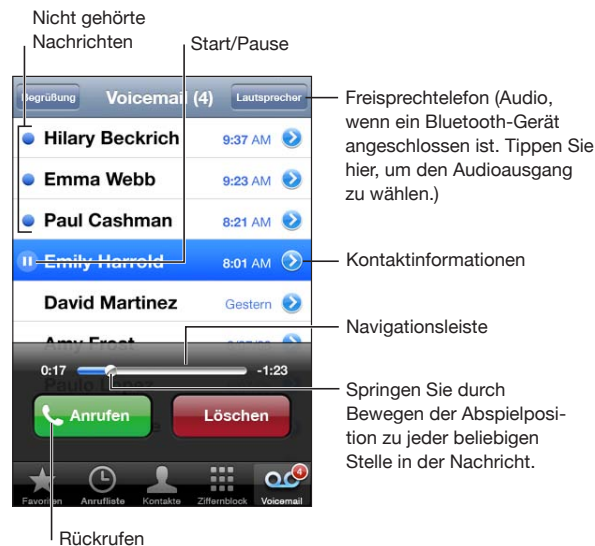 Nicht gehörte
Nachrichten
Start/Pause
Begrüßung
Voicemail (4)
Lautsprecher
Freisprechtelefon (Audio,
wenn ein Bluetooth-Gerät
angeschlossen ist. Tippen Sie
hier, um den Audioausgang
zu wählen.)
Hilary Beckrich 9:37 AM
Emma Webb 9:23 AM
Paul Cashman 8:21 AM
Emily Harrold 8:01 AM
Kontaktinformationen
David Martinez Gestern
Amy Frost
Navigationsleiste
0:17 -1:23
Paulo Lopez
Springen Sie durch
Bewegen der Abspielposi-
tion zu jeder beliebigen
Stelle in der Nachricht.
Anrufen
Löschen
4
Favoriten Anrufliste Kontakte Ziffernblock Voicemail
Rückrufen